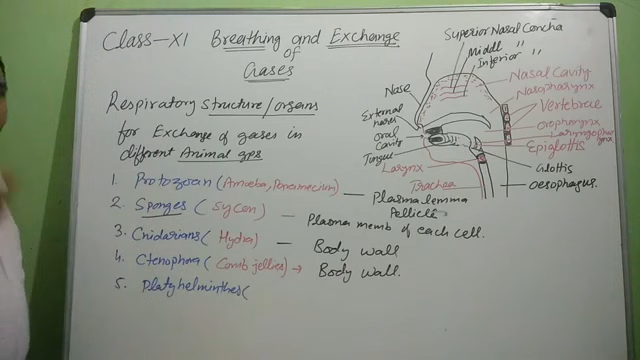 Class-XI Breathing and Exchange
of
Gases
Respiratory structure/organs
for Exchange of gases in
different Animal gps
1. Protozoan (Amoeba, Paramecium) — Plasma lemma
Pellicle
2. Sponges (Sycon) — Plasma memb of each cell.
3. Cnidarians (Hydra) — Body wall
4. Ctenophora (Comb jellies) → Body wall.
5. Platyhelminthes (
Superior Nasal Concha
Middle "
Inferior "
Nasal Cavity
Nasopharynx
Vertebrae
Oropharynx
Laryngopharynx
Epiglottis
Glottis
Oesophagus.
Nose
External
nares
Oral
Cavity
Tongue
Larynx
Trachea